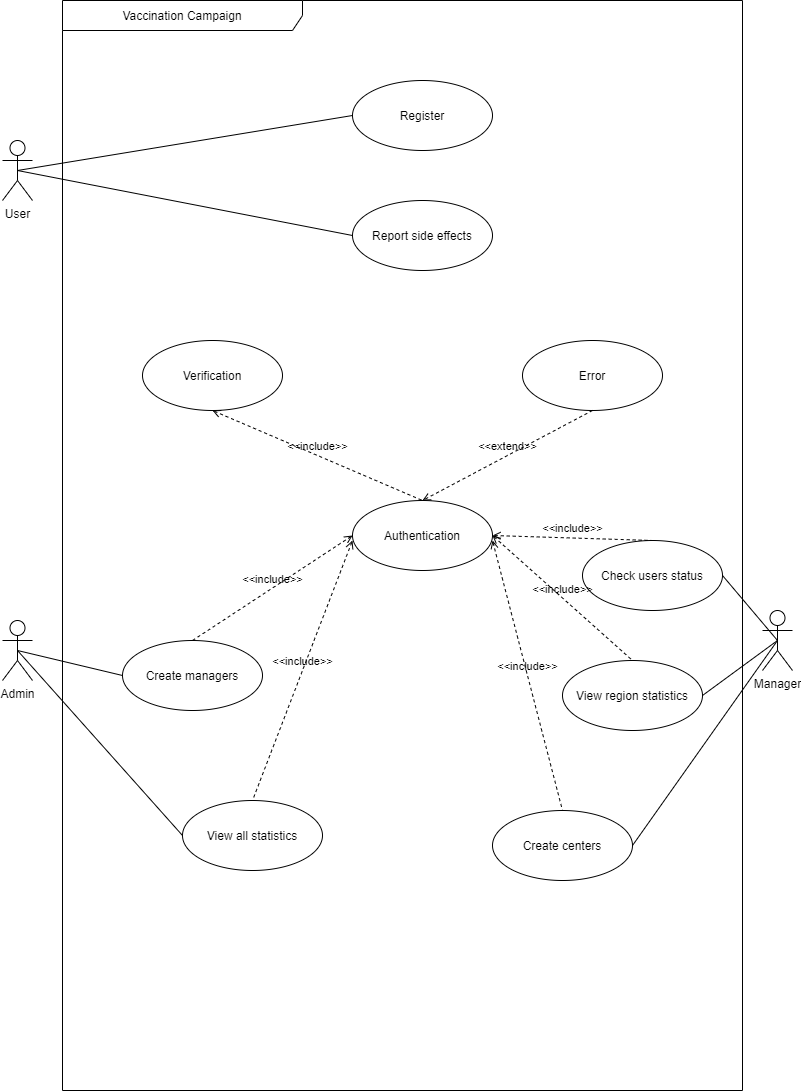 Vaccination Campaign
Register
User
Report side effects
Verification
Error
<<include>>
<<extend>>
Authentication
<<include>>
<<include>>
Check users status
<<include>>
<<include>>
<<include>>
Create managers
Admin
Manager
View region statistics
View all statistics
Create centers